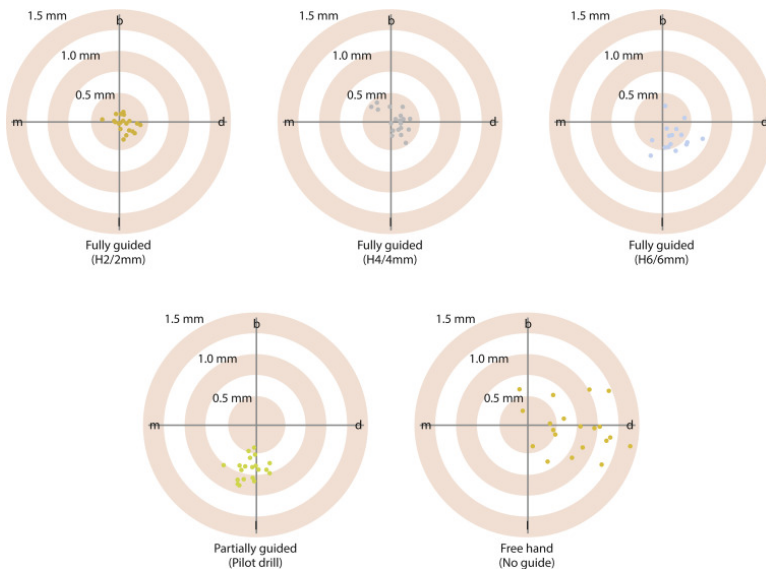 1.5 mm
b
1.0 mm
0.5 mm
m
d
l
Fully guided
(H2/2mm)
1.5 mm
b
1.0 mm
0.5 mm
m
d
l
Fully guided
(H4/4mm)
1.5 mm
b
1.0 mm
0.5 mm
m
d
l
Fully guided
(H6/6mm)
1.5 mm
b
1.0 mm
0.5 mm
m
d
l
Partially guided
(Pilot drill)
1.5 mm
b
1.0 mm
0.5 mm
m
d
l
Free hand
(No guide)